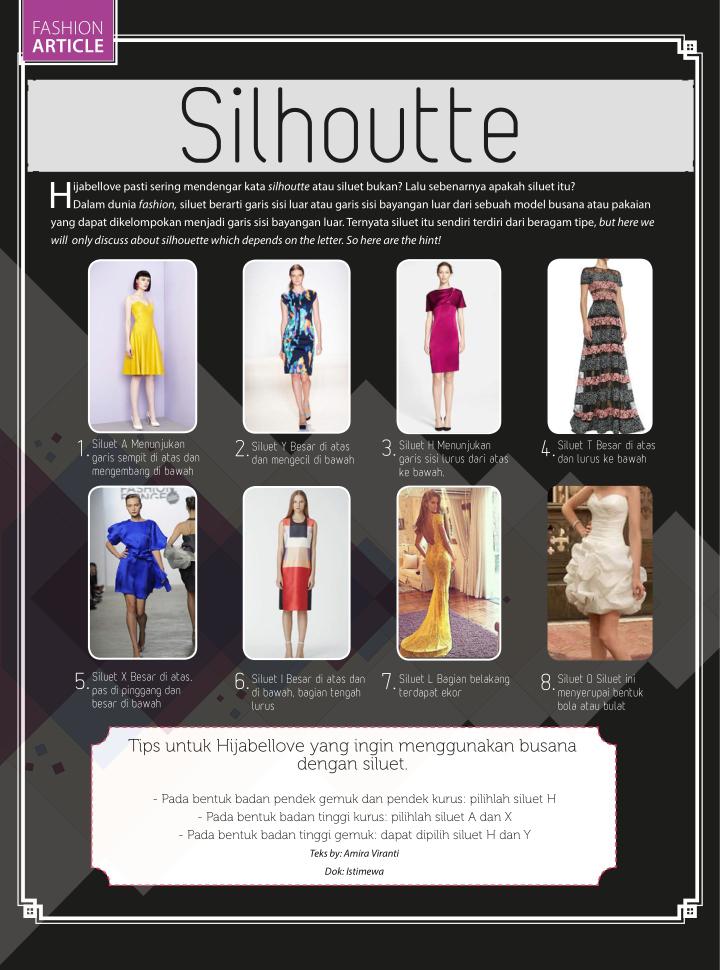 FASHION
ARTICLE
Silhoutte
Hijabellove pasti sering mendengar kata silhoutte atau siluet bukan? Lalu sebenarnya apakah siluet itu?
Dalam dunia fashion, siluet berarti garis sisi luar atau garis sisi bayangan luar dari sebuah model busana atau pakaian
yang dapat dikelompokan menjadi garis sisi bayangan luar. Ternyata siluet itu sendiri terdiri dari beragam tipe, but here we
will only discuss about silhouette which depends on the letter. So here are the hint!
1. Siluet A Menunjukan
garis sempit di atas dan
mengembang di bawah
2. Siluet Y Besar di atas
dan mengecil di bawah
3. Siluet H Menunjukan
garis sisi lurus dari atas
ke bawah.
4. Siluet T Besar di atas
dan lurus ke bawah
FASHION
5. Siluet X Besar di atas,
pas di pinggang dan
besar di bawah
6. Siluet I Besar di atas dan
di bawah, bagian tengah
lurus
7. Siluet L Bagian belakang
terdapat ekor
8. Siluet O Siluet ini
menyerupai bentuk
bola atau bulat
Tips untuk Hijabellove yang ingin menggunakan busana
dengan siluet.
- Pada bentuk badan pendek gemuk dan pendek kurus: pilihlah siluet H
- Pada bentuk badan tinggi kurus: pilihlah siluet A dan X
- Pada bentuk badan tinggi gemuk: dapat dipilih siluet H dan Y
Teks by: Amira Viranti
Dok: Istimewa